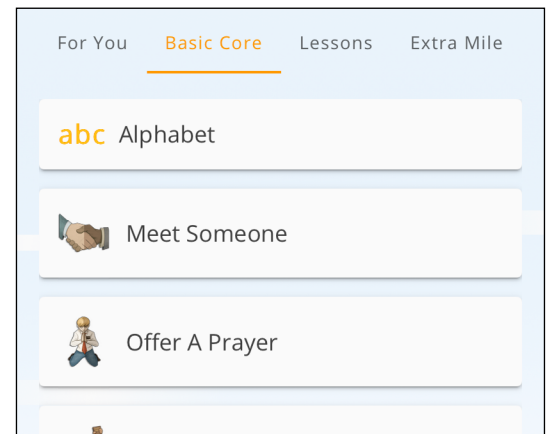 For You Basic Core Lessons Extra Mile
abc Alphabet
Meet Someone
Offer A Prayer